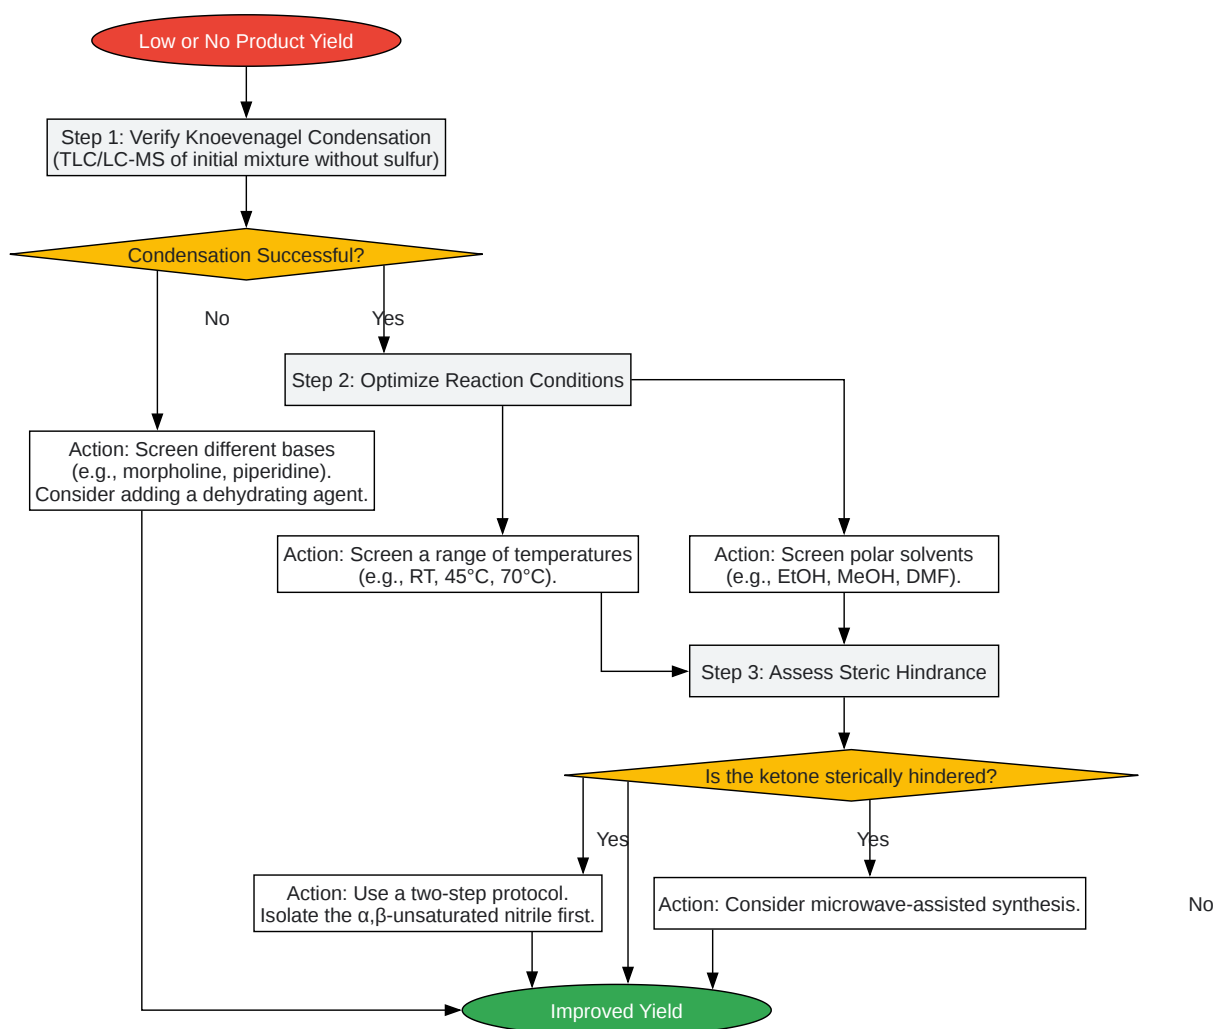 Low or No Product Yield
Step 1: Verify Knoevenagel Condensation
(TLC/LC-MS of initial mixture without sulfur)
Condensation Successful?
No
Yes
Step 2: Optimize Reaction Conditions
Action: Screen different bases
(e.g., morpholine, piperidine).
Consider adding a dehydrating agent.
Action: Screen a range of temperatures
(e.g., RT, 45°C, 70°C).
Action: Screen polar solvents
(e.g., EtOH, MeOH, DMF).
Step 3: Assess Steric Hindrance
Is the ketone sterically hindered?
Yes
Yes
Action: Use a two-step protocol.
Isolate the α,β-unsaturated nitrile first.
Action: Consider microwave-assisted synthesis.
No
Improved Yield